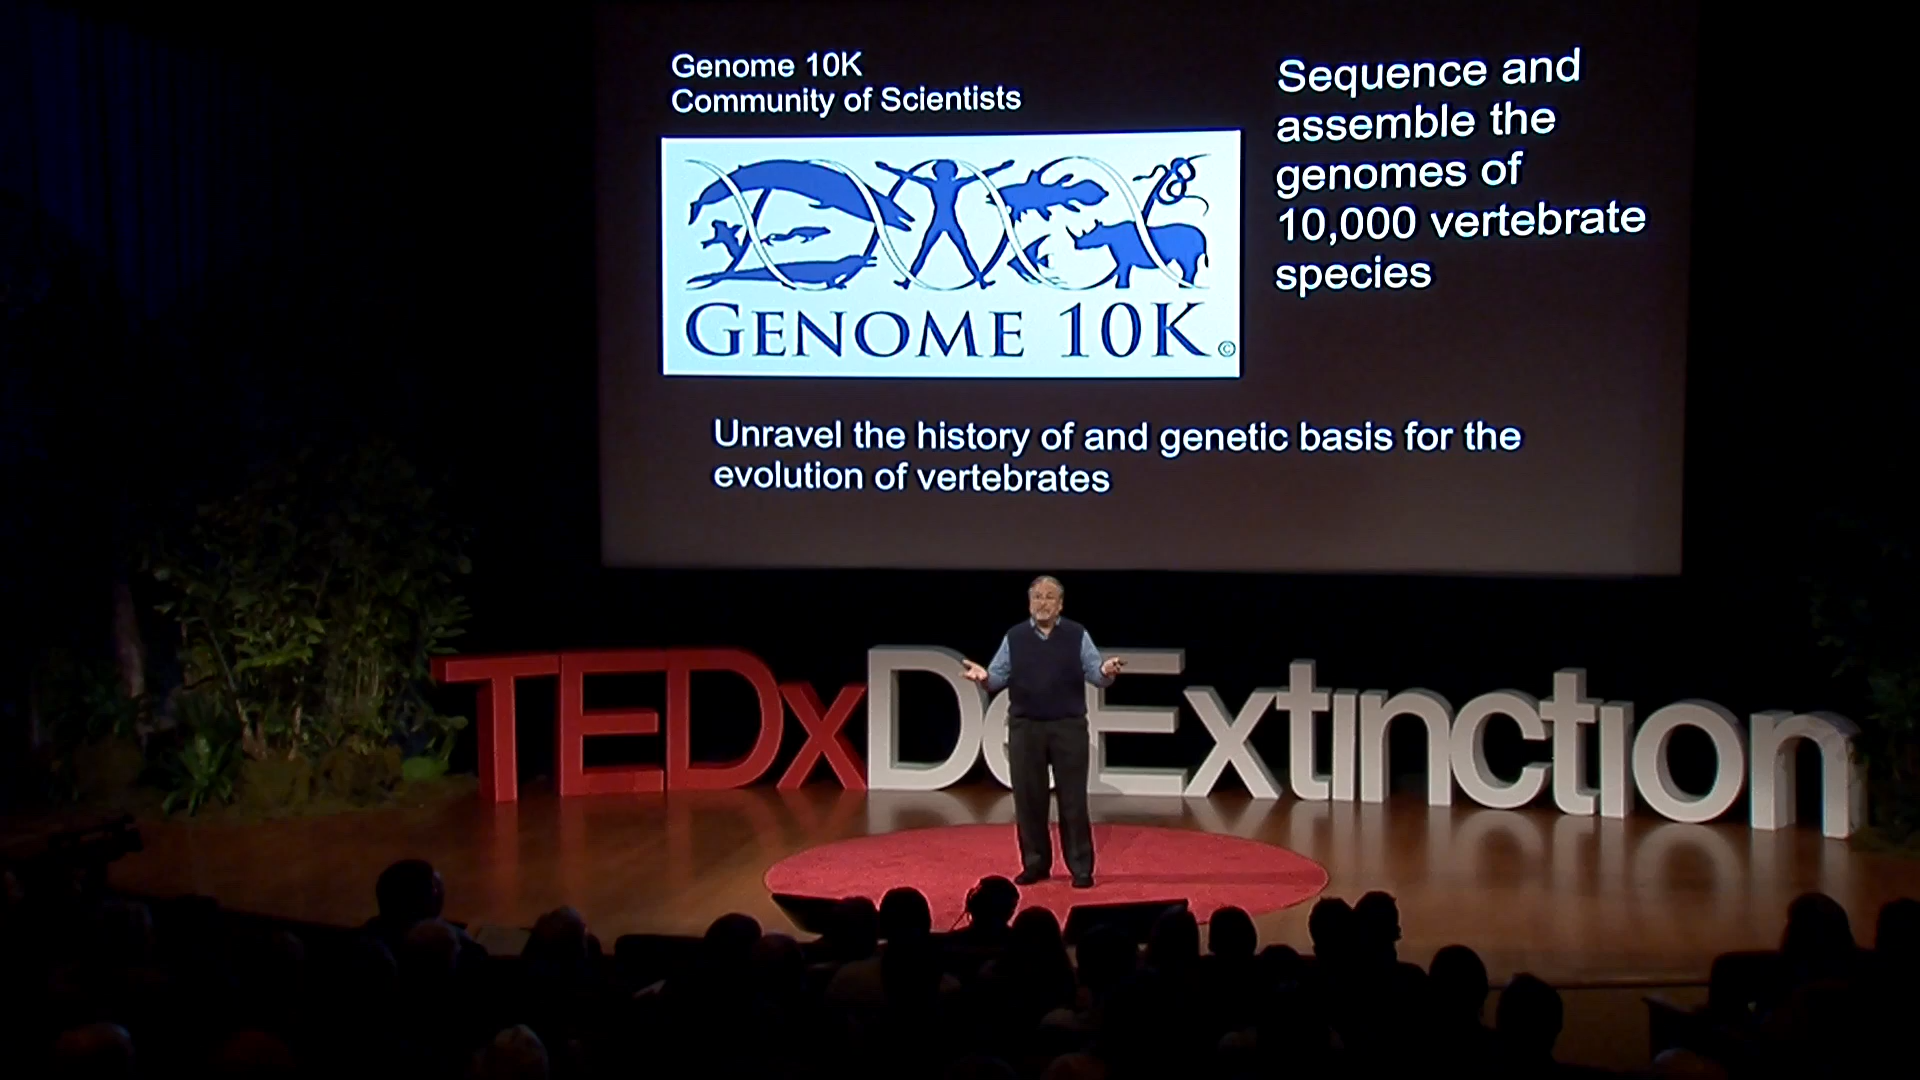 Genome 10K
Community of Scientists
GENOME 10K ©
Sequence and
assemble the
genomes of
10,000 vertebrate
species
Unravel the history of and genetic basis for the
evolution of vertebrates
TEDxDeExtinction